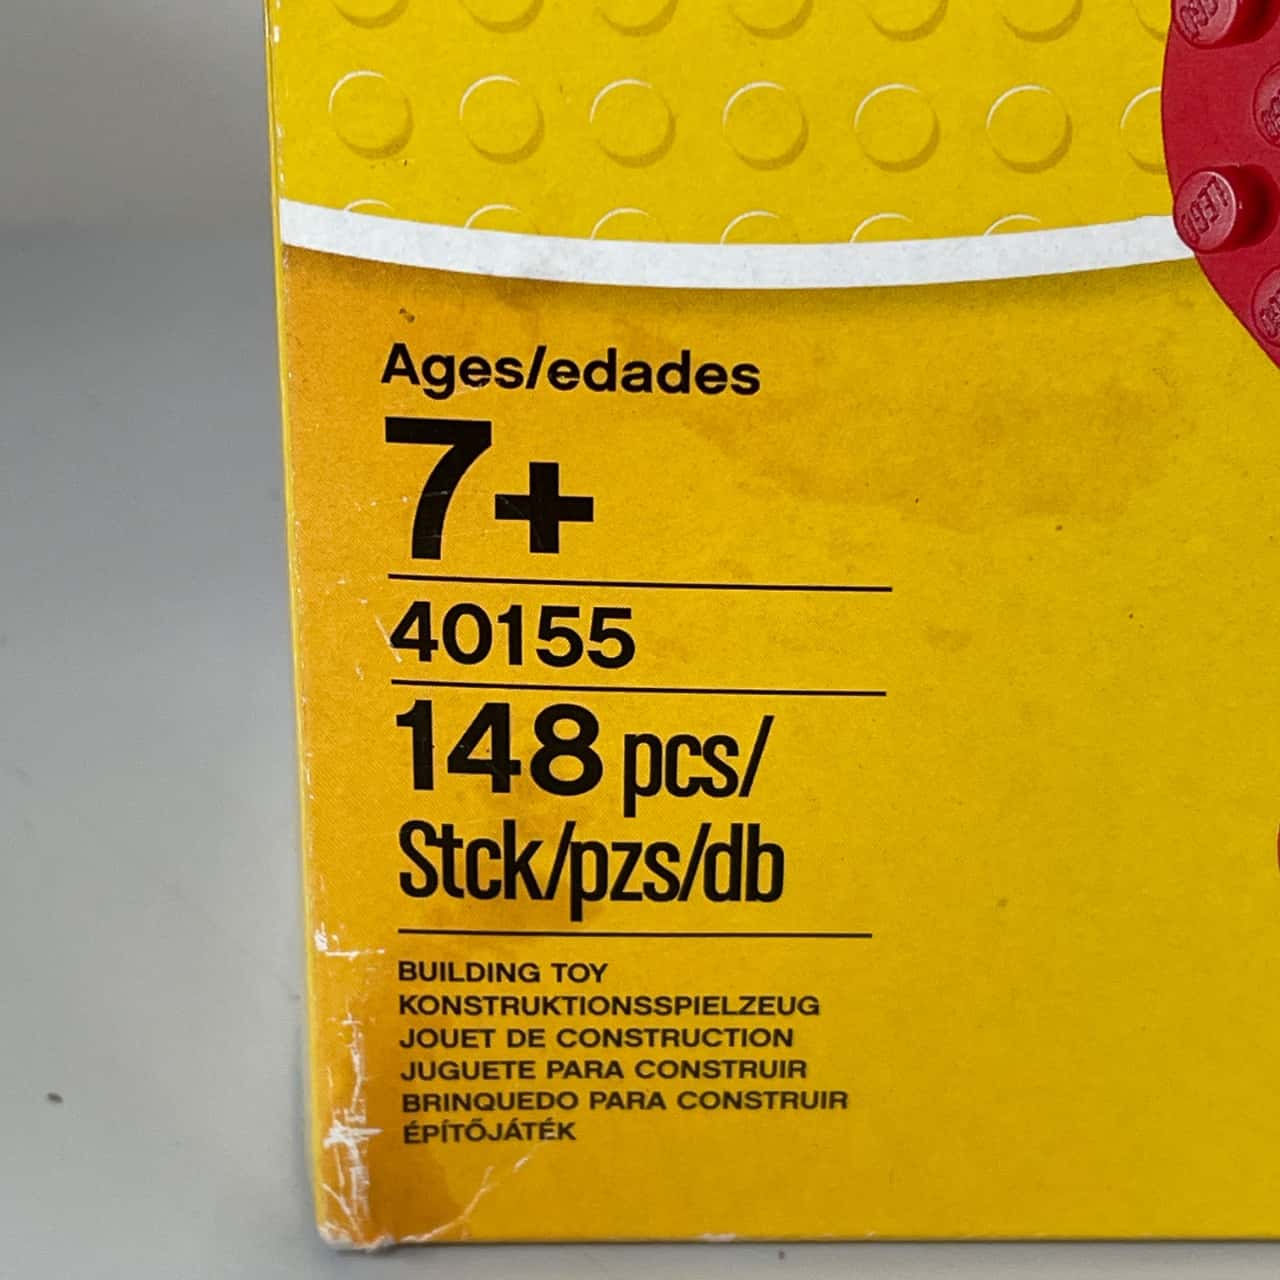 LEGO
Ages/edades
7+
40155
148 pcs/
Stck/pzs/db
BUILDING TOY
KONSTRUKTIONSSPIELZEUG
JOUET DE CONSTRUCTION
JUGUETE PARA CONSTRUIR
BRINQUEDO PARA CONSTRUIR
ÉPÍTŐJÁTÉK